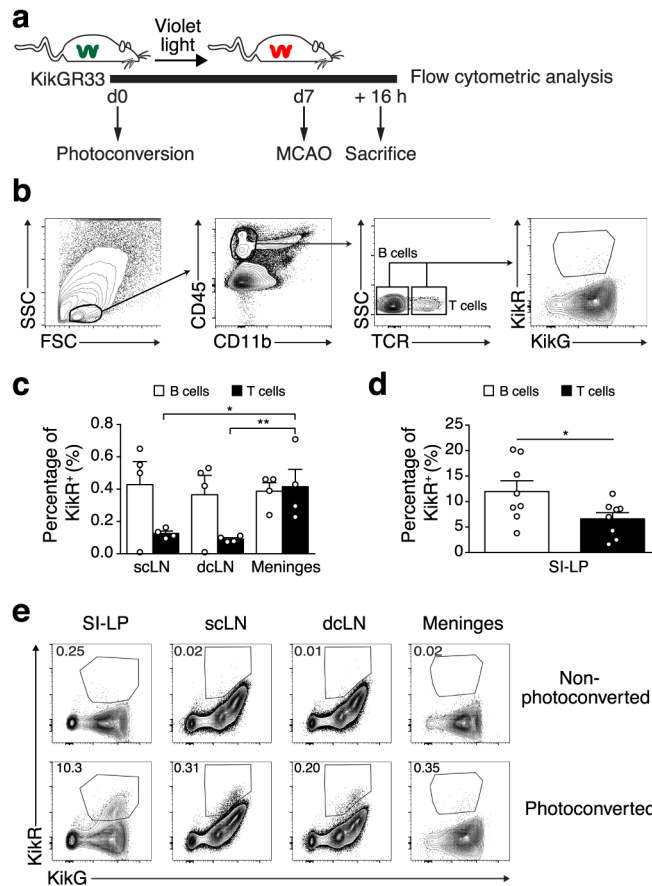 a
Violet
light
KikGR33
Flow cytometric analysis
d0
d7
+ 16 h
Photoconversion
MCAO
Sacrifice
b
SSC
FSC
CD45
CD11b
SSC
TCR
B cells
T cells
KikR
KikG
c
B cells
T cells
Percentage of
KikR+ (%)
0.8
0.6
0.4
0.2
0.0
*
**
scLN
dcLN
Meninges
d
B cells
T cells
Percentage of
KikR+ (%)
25
20
15
10
5
0
*
SI-LP
e
SI-LP
scLN
dcLN
Meninges
0.25
0.02
0.01
0.02
Non-
photoconverted
10.3
0.31
0.20
0.35
Photoconverted
KikR
KikG